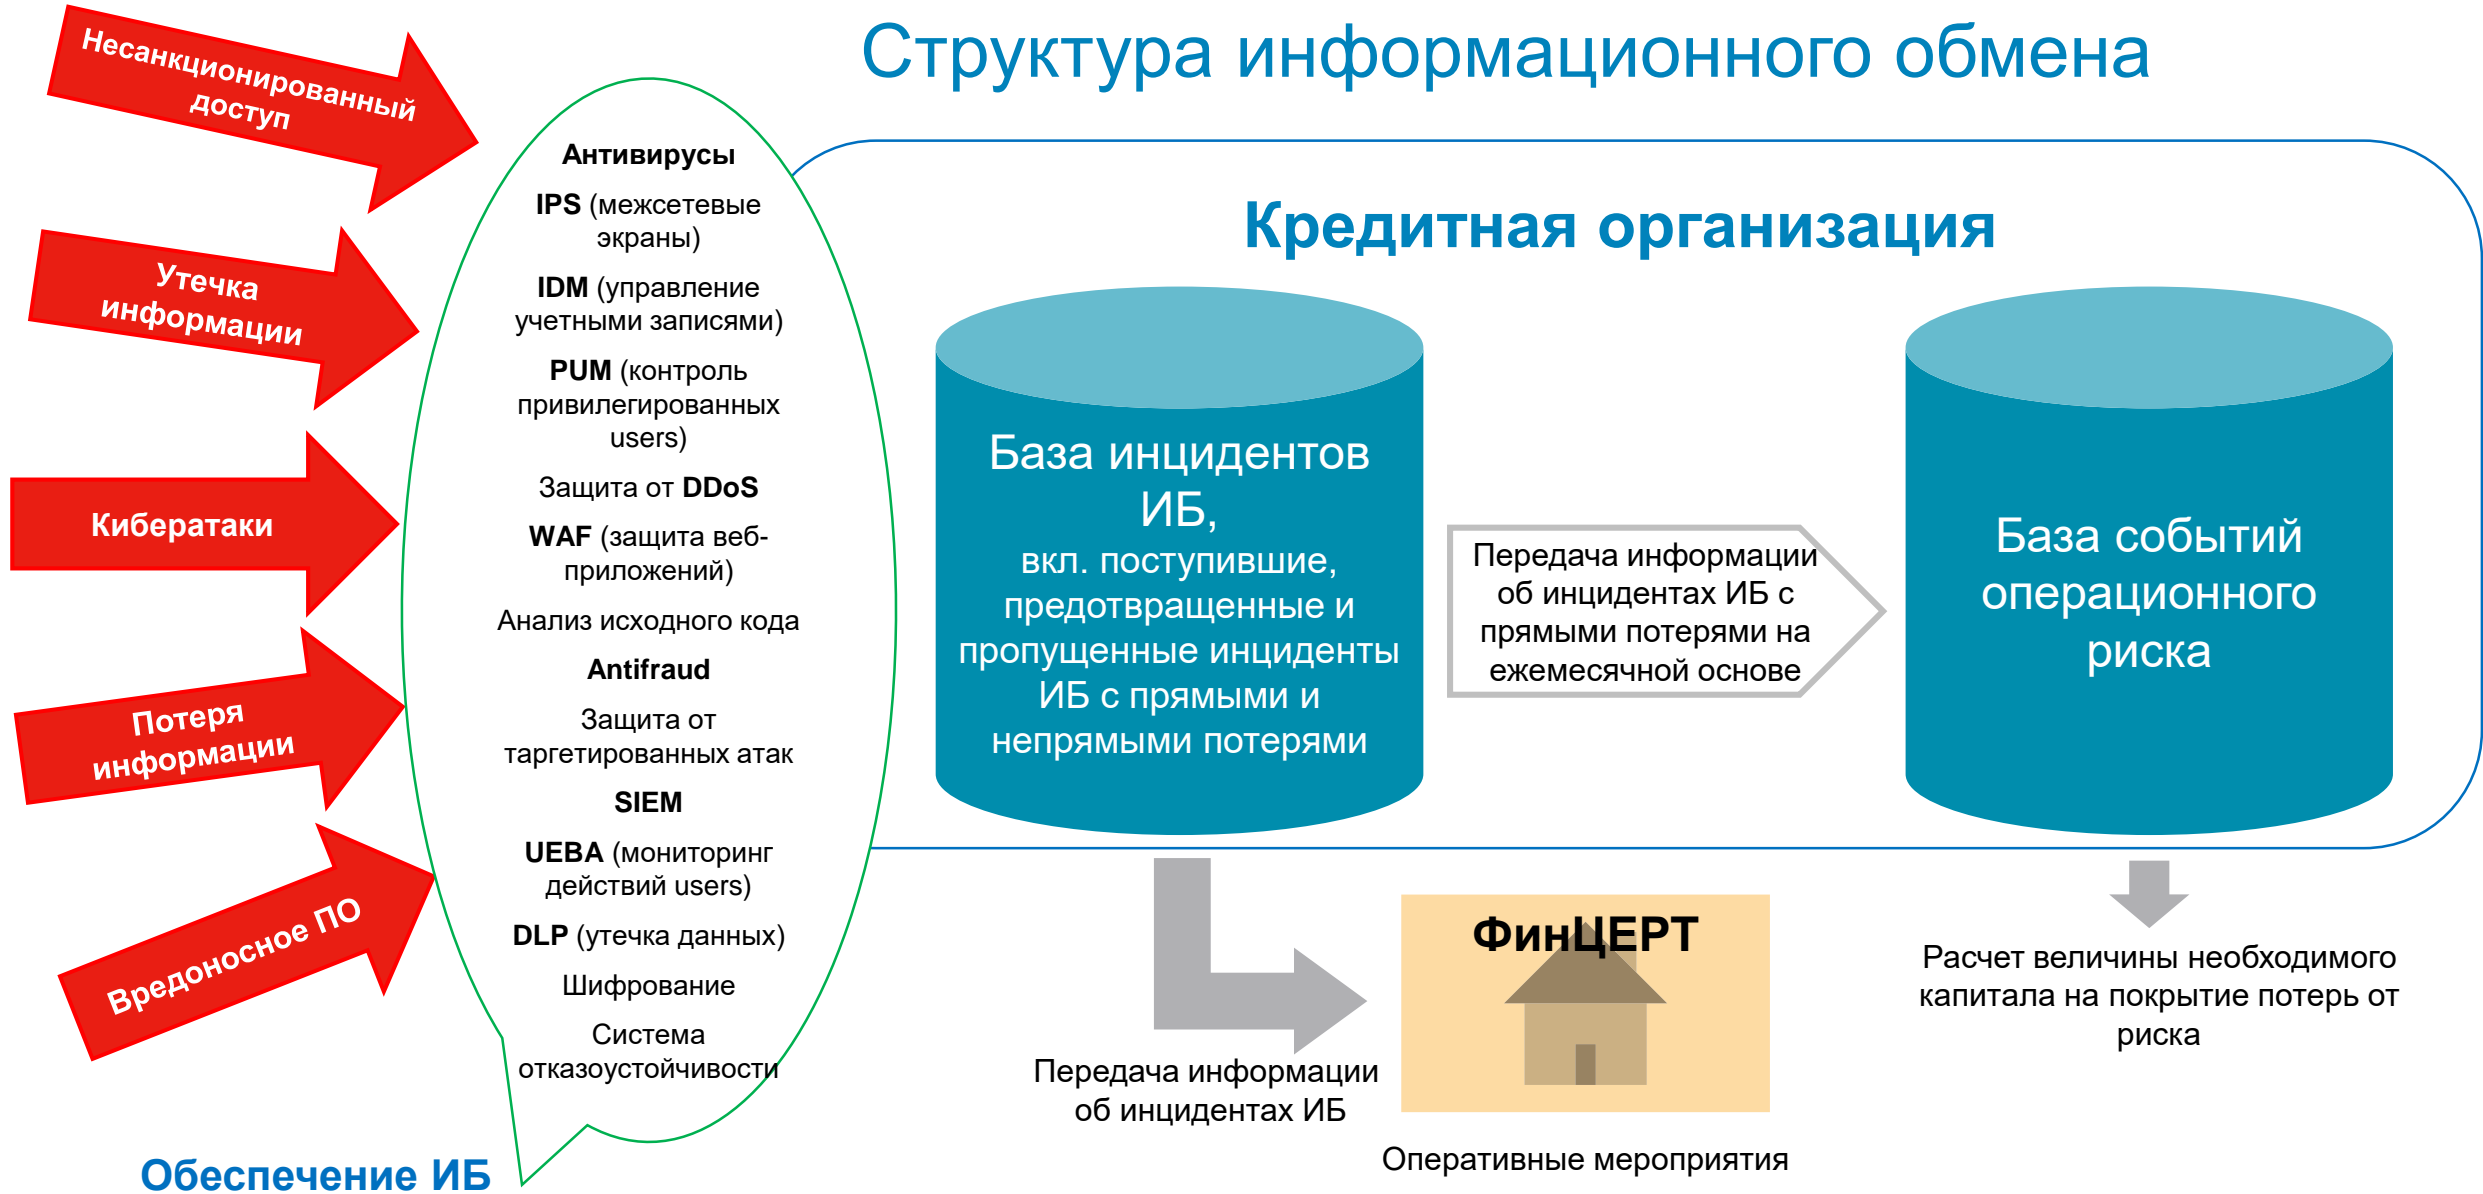 Структура информационного обмена
Несанкционированный
доступ
Утечка
информации
Кибератаки
Потеря
информации
Вредоносное ПО
Антивирусы
IPS (межсетевые
экраны)
IDM (управление
учетными записями)
PUM (контроль
привилегированных
users)
Защита от DDoS
WAF (защита веб-
приложений)
Анализ исходного кода
Antifraud
Защита от
таргетированных атак
SIEM
UEBA (мониторинг
действий users)
DLP (утечка данных)
Шифрование
Система
отказоустойчивости
Обеспечение ИБ
Кредитная организация
База инцидентов
ИБ,
вкл. поступившие,
предотвращенные и
пропущенные инциденты
ИБ с прямыми и
непрямыми потерями
Передача информации
об инцидентах ИБ с
прямыми потерями на
ежемесячной основе
База событий
операционного
риска
Передача информации
об инцидентах ИБ
ФинЦЕРТ
Оперативные мероприятия
Расчет величины необходимого
капитала на покрытие потерь от
риска